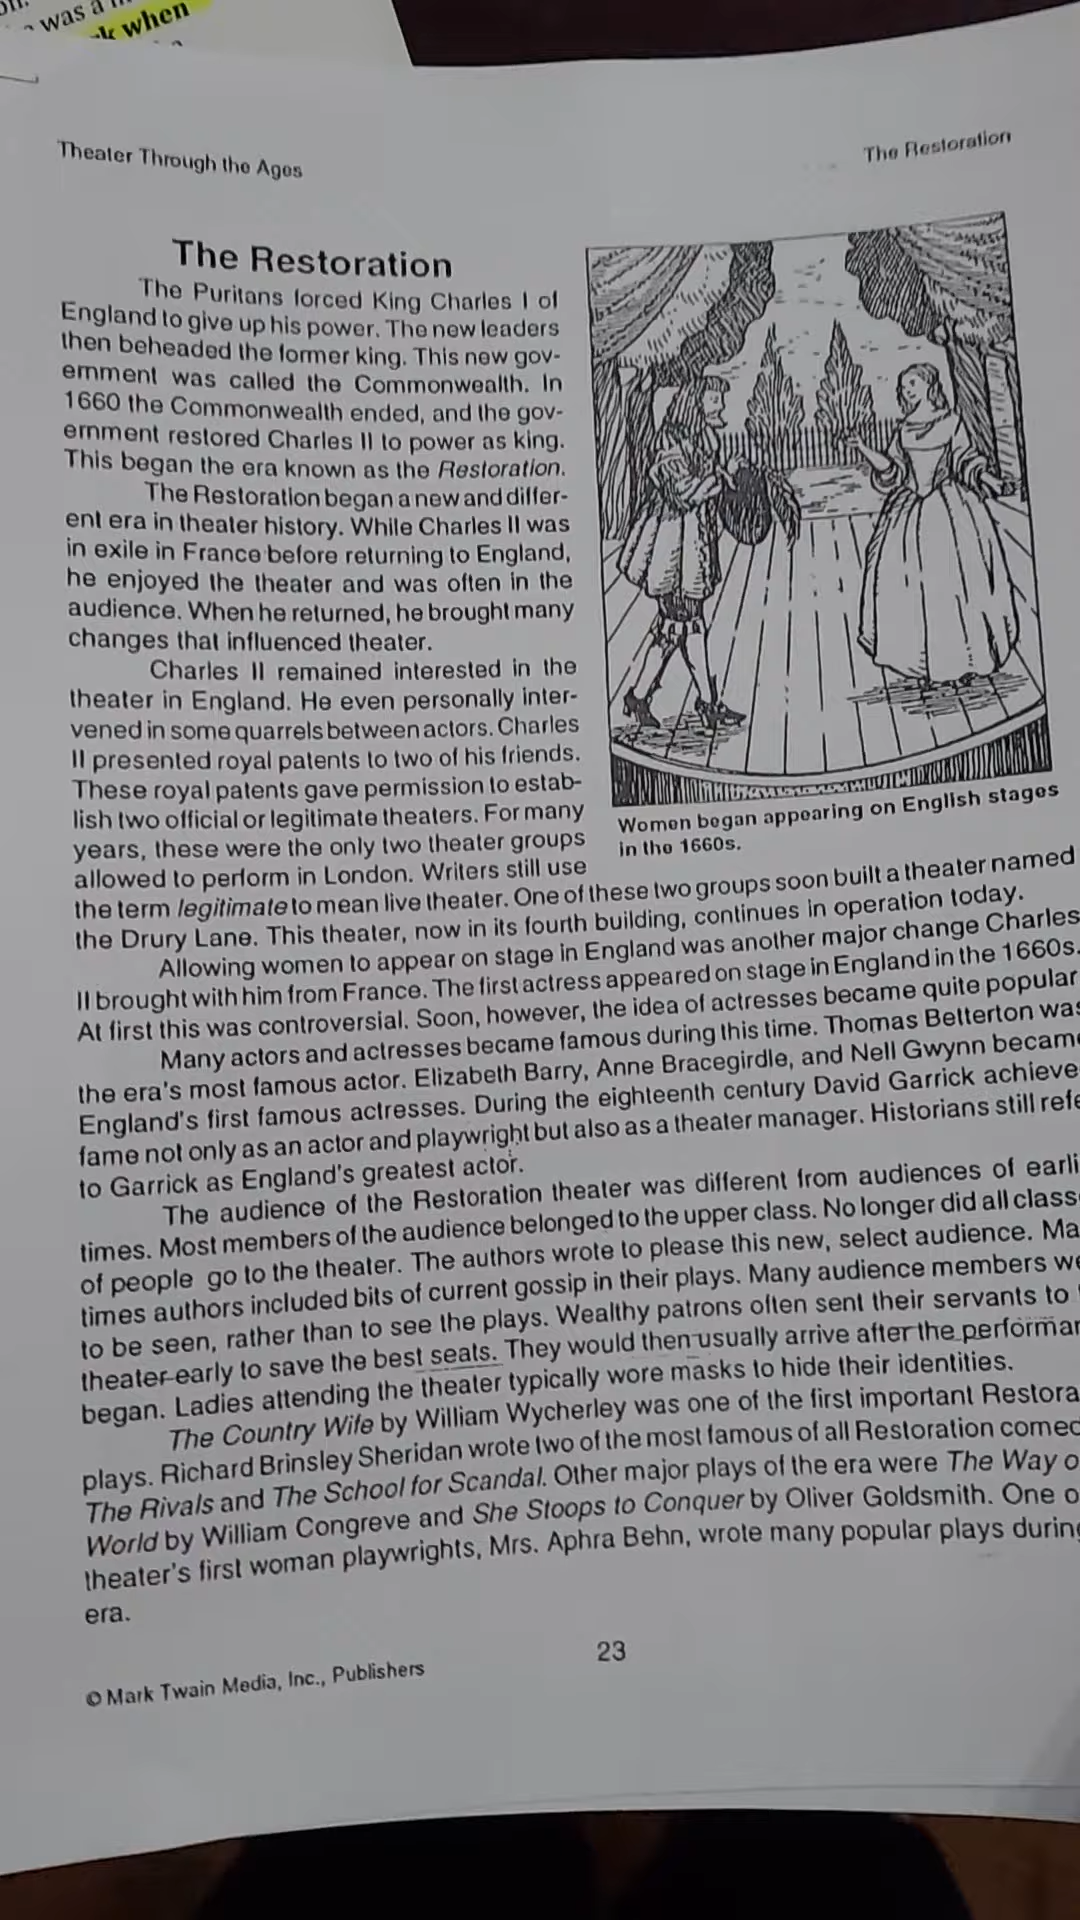 was a
when
Theater Through the Ages
The Restoration
The Restoration
The Puritans forced King Charles I of
England to give up his power. The new leaders
then beheaded the former king. This new gov-
ernment was called the Commonwealth. In
1660 the Commonwealth ended, and the gov-
ernment restored Charles II to power as king.
This began the era known as the Restoration.
The Restoration began a new and differ-
ent era in theater history. While Charles II was
in exile in France before returning to England,
he enjoyed the theater and was often in the
audience. When he returned, he brought many
changes that influenced theater.
Charles II remained interested in the
theater in England. He even personally inter-
vened in some quarrels between actors. Charles
II presented royal patents to two of his friends.
These royal patents gave permission to estab-
lish two official or legitimate theaters. For many
years, these were the only two theater groups
allowed to perform in London. Writers still use
the term legitimate to mean live theater. One of these two groups soon built a theater named
the Drury Lane. This theater, now in its fourth building, continues in operation today.
Allowing women to appear on stage in England was another major change Charles
II brought with him from France. The first actress appeared on stage in England in the 1660s.
At first this was controversial. Soon, however, the idea of actresses became quite popular
Many actors and actresses became famous during this time. Thomas Betterton was
the era's most famous actor. Elizabeth Barry, Anne Bracegirdle, and Nell Gwynn became
England's first famous actresses. During the eighteenth century David Garrick achieve
fame not only as an actor and playwright but also as a theater manager. Historians still refe
to Garrick as England's greatest actor.
The audience of the Restoration theater was different from audiences of earli
times. Most members of the audience belonged to the upper class. No longer did all class
of people go to the theater. The authors wrote to please this new, select audience. Ma
times authors included bits of current gossip in their plays. Many audience members we
to be seen, rather than to see the plays. Wealthy patrons often sent their servants to
theater early to save the best seats. They would then usually arrive after the performan
began. Ladies attending the theater typically wore masks to hide their identities.
The Country Wife by William Wycherley was one of the first important Restora
plays. Richard Brinsley Sheridan wrote two of the most famous of all Restoration comed
The Rivals and The School for Scandal. Other major plays of the era were The Way o
World by William Congreve and She Stoops to Conquer by Oliver Goldsmith. One o
theater's first woman playwrights, Mrs. Aphra Behn, wrote many popular plays during
era.
Women began appearing on English stages
in the 1660s.
23
© Mark Twain Media, Inc., Publishers